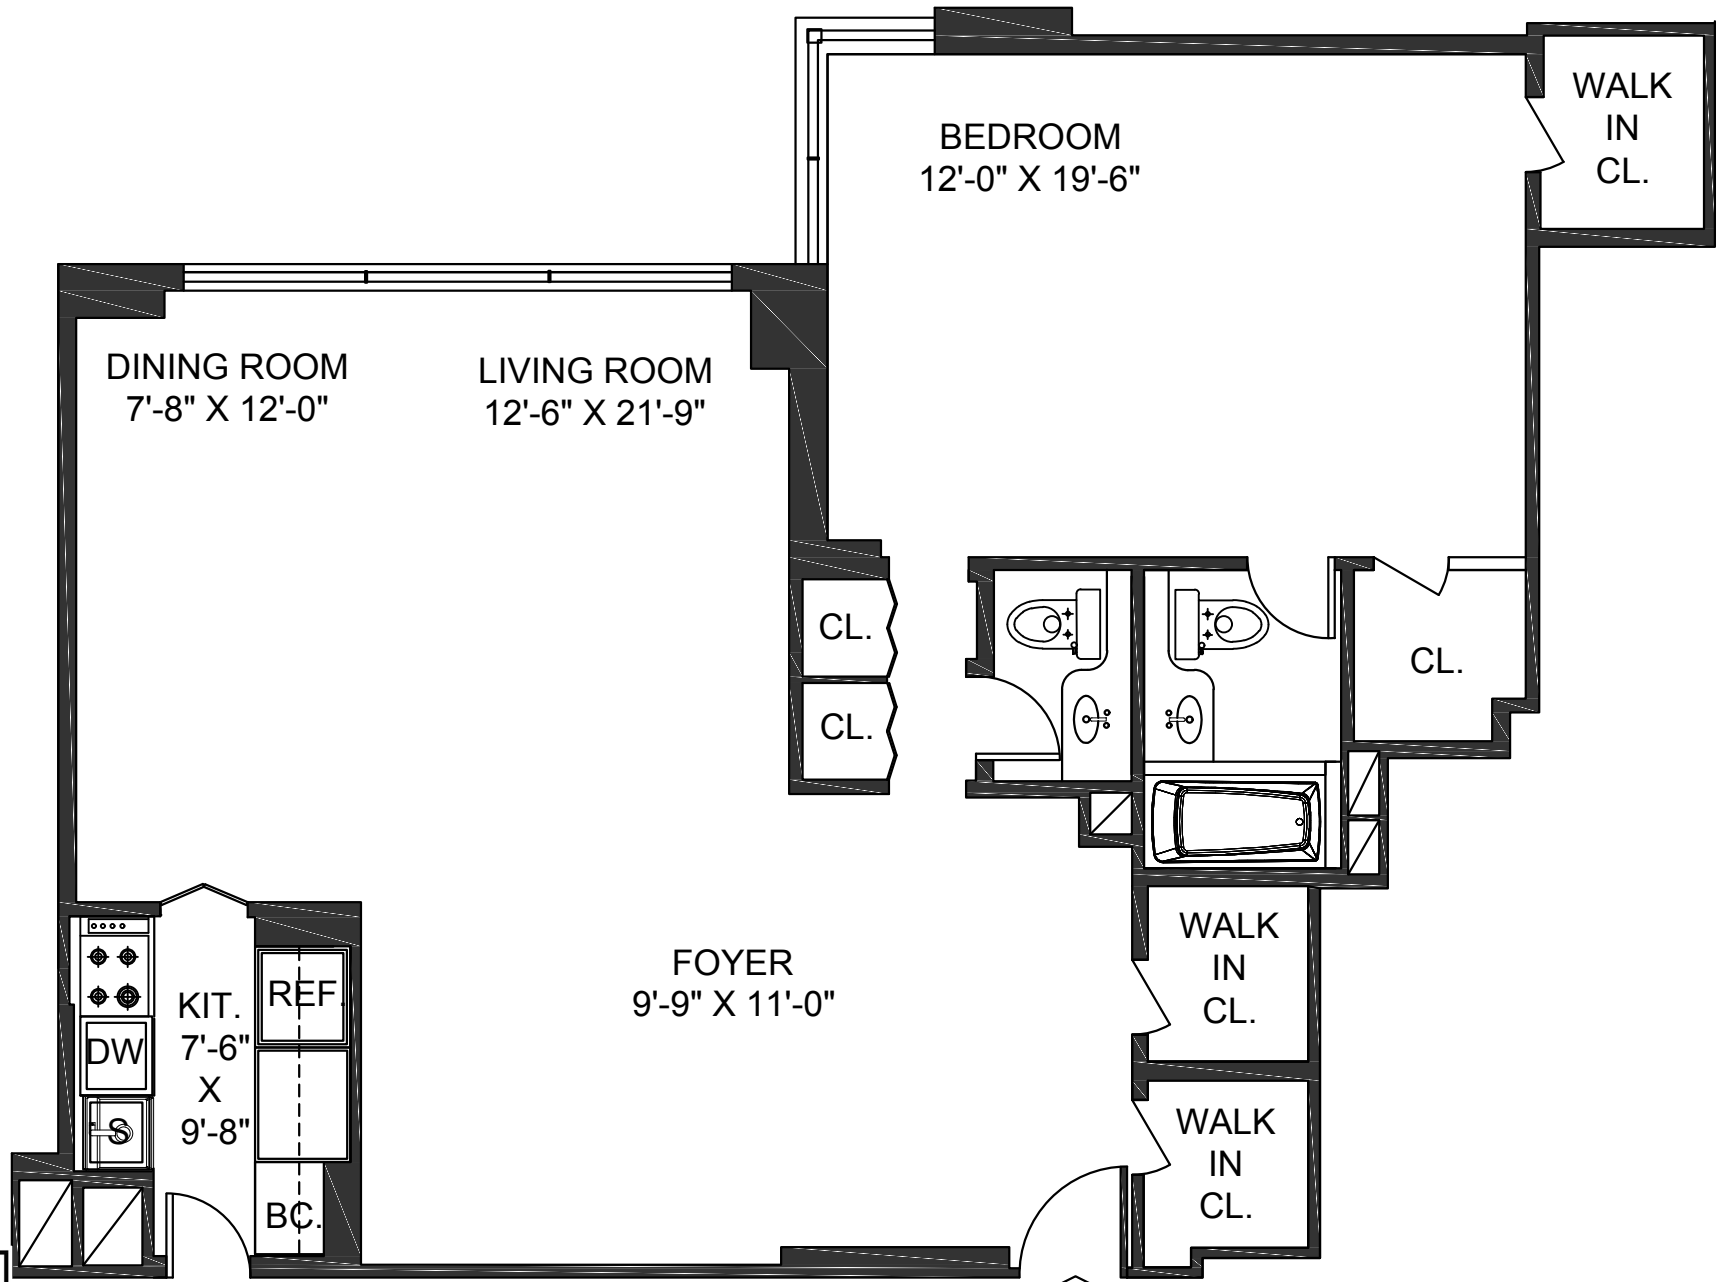 WALK
IN
CL.
BEDROOM
12'-0" X 19'-6"
DINING ROOM
7'-8" X 12'-0"
LIVING ROOM
12'-6" X 21'-9"
CL.
CL.
CL.
WALK
IN
CL.
FOYER
9'-9" X 11'-0"
REF.
KIT.
7'-6"
X
9'-8"
DW
S
BC.
WALK
IN
CL.